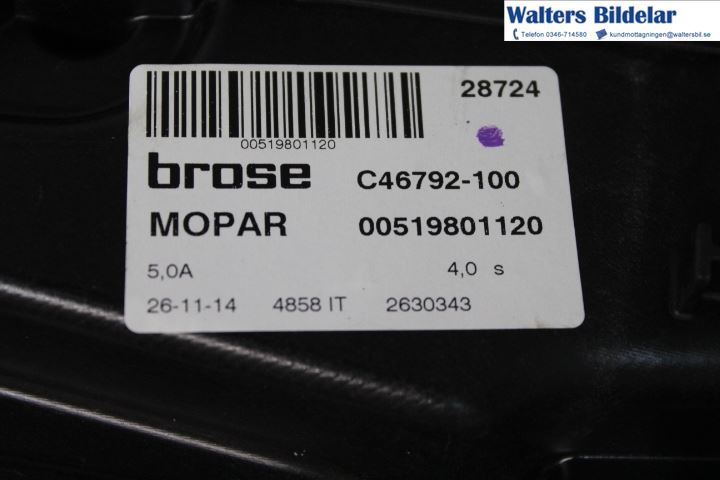 Walters Bildelar
Telefon 0346-714580 kundmottagningen@waltersbil.se
28724
00519801120
brose C46792-100
MOPAR 00519801120
5,0A 4,0 s
26-11-14 4858 IT 2630343